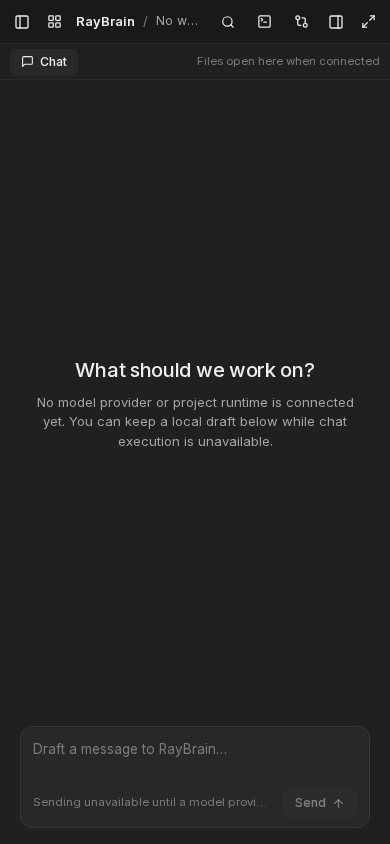 RayBrain / No w...
Chat
Files open here when connected
What should we work on?
No model provider or project runtime is connected
yet. You can keep a local draft below while chat
execution is unavailable.
Draft a message to RayBrain...
Sending unavailable until a model provi...
Send